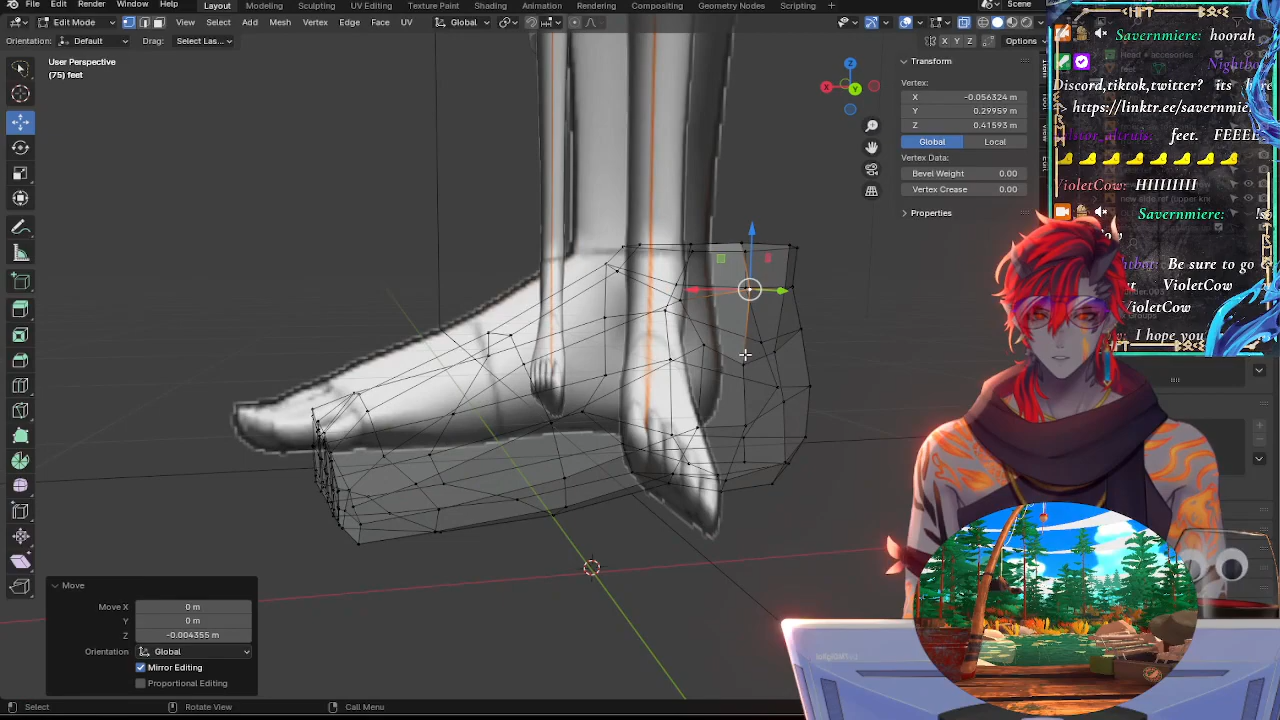 File Edit Render Window Help Layout Modeling Sculpting UV Editing Texture Paint Shading Animation Rendering Compositing Geometry Nodes Scripting + Scene
Edit Mode View Select Add Mesh Vertex Edge Face UV Global
Orientation: Default Drag: Select Las... X Y Z Options
User Perspective
(75) feet
Transform
Vertex:
X -0.056324 m
Y 0.29959 m
Z 0.41593 m
Global Local
Vertex Data:
Bevel Weight 0.00
Vertex Crease 0.00
Properties
X
Y
Z
Savernmiere: hoorah
Discord,tiktok,twitter? its here
> https://linktr.ee/savernmie
feet. FEEEE
VioletCow: HIIIIIII
Savernmiere:
Be sure to go
VioletCow
VioletCow
I hope you
Move
Move X 0 m
Y 0 m
Z -0.004355 m
Orientation Global
Mirror Editing
Proportional Editing
Select Rotate View Call Menu